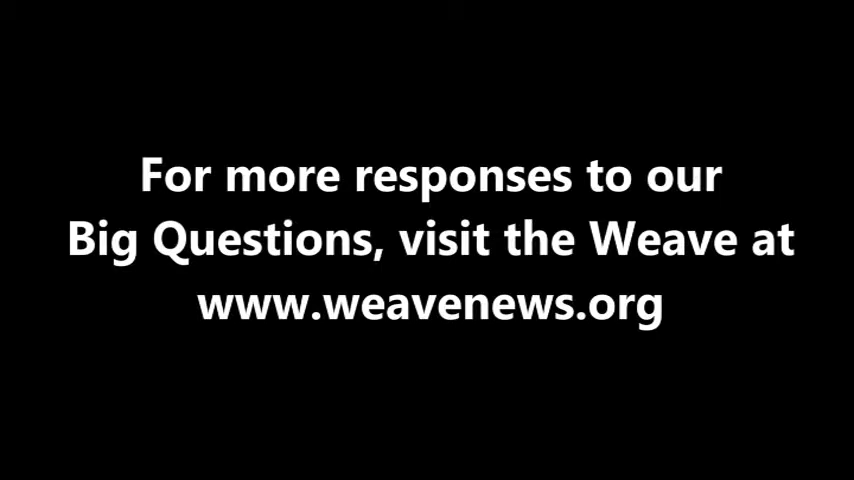 For more responses to our
Big Questions, visit the Weave at
www.weavenews.org